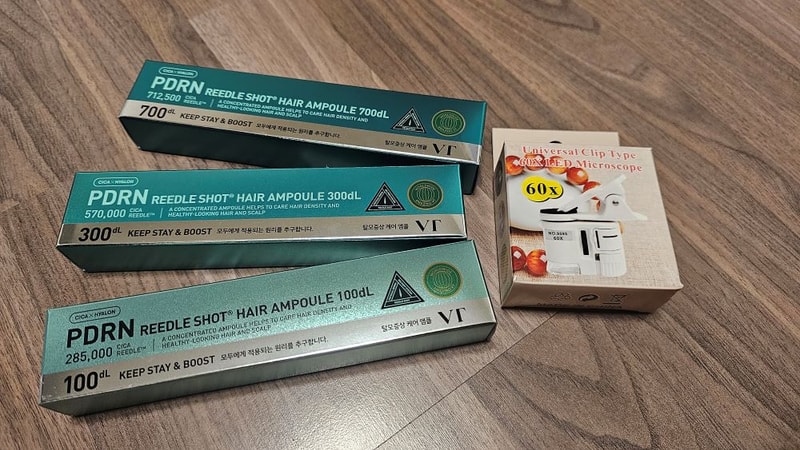 CICA X HYALON
PDRN REEDLE SHOT® HAIR AMPOULE 700dL
712,500 CICA REEDLE™
A CONCENTRATED AMPOULE HELPS TO CARE HAIR DENSITY AND
HEALTHY-LOOKING HAIR AND SCALP
700dL KEEP STAY & BOOST 모두에게 적용되는 원리를 추구합니다.
탈모증상 케어 앰플 VT
CICA X HYALON
PDRN REEDLE SHOT® HAIR AMPOULE 300dL
570,000 CICA REEDLE™
A CONCENTRATED AMPOULE HELPS TO CARE HAIR DENSITY AND
HEALTHY-LOOKING HAIR AND SCALP
300dL KEEP STAY & BOOST 모두에게 적용되는 원리를 추구합니다.
탈모증상 케어 앰플 VT
CICA X HYALON
PDRN REEDLE SHOT® HAIR AMPOULE 100dL
285,000 CICA REEDLE™
A CONCENTRATED AMPOULE HELPS TO CARE HAIR DENSITY AND
HEALTHY-LOOKING HAIR AND SCALP
100dL KEEP STAY & BOOST 모두에게 적용되는 원리를 추구합니다.
탈모증상 케어 앰플 VT
Universal Clip Type
60X LED Microscope
60x
60X